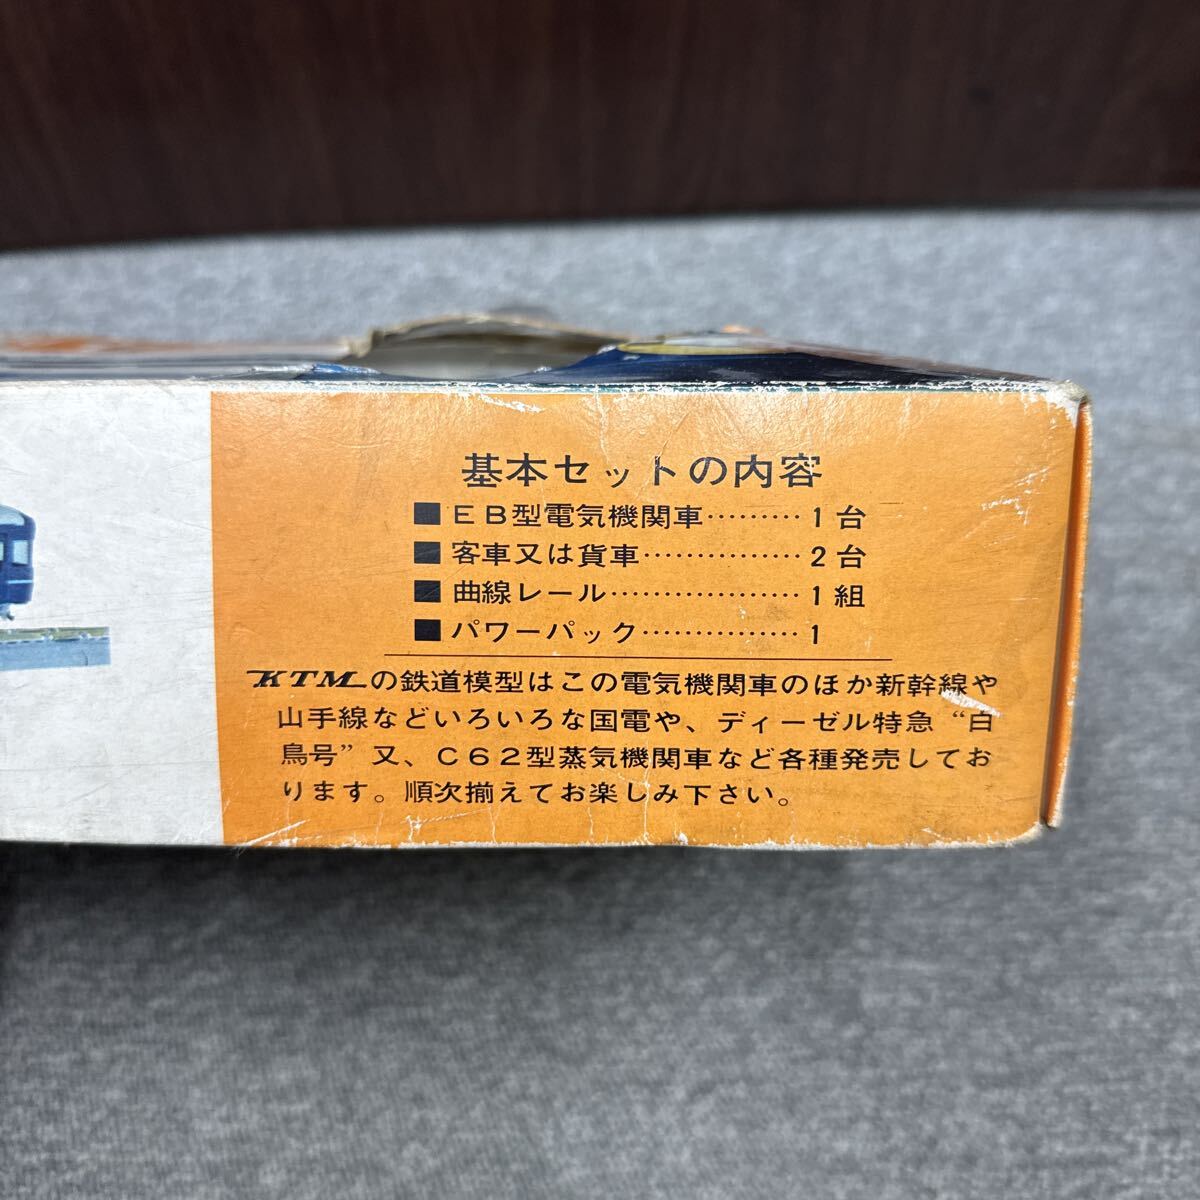 基本セットの内容
■EB型電気機関車………1台
■客車又は貨車……………2台
■曲線レール………………1組
■パワーパック……………1
KTMの鉄道模型はこの電気機関車のほか新幹線や
山手線などいろいろな国電や、ディーゼル特急“白
鳥号”又、C62型蒸気機関車など各種発売してお
ります。順次揃えてお楽しみ下さい。